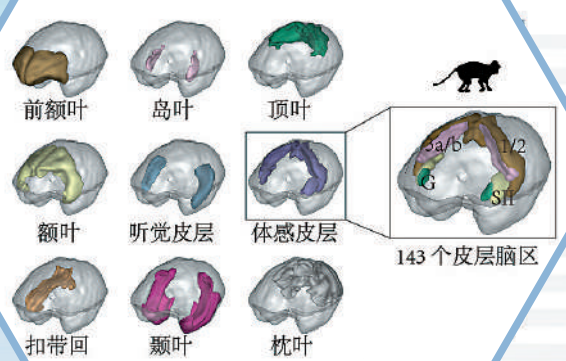 前额叶
岛叶
顶叶
3a/b
1/2
G
SII
额叶
听觉皮层
体感皮层
143 个皮层脑区
扣带回
颞叶
枕叶